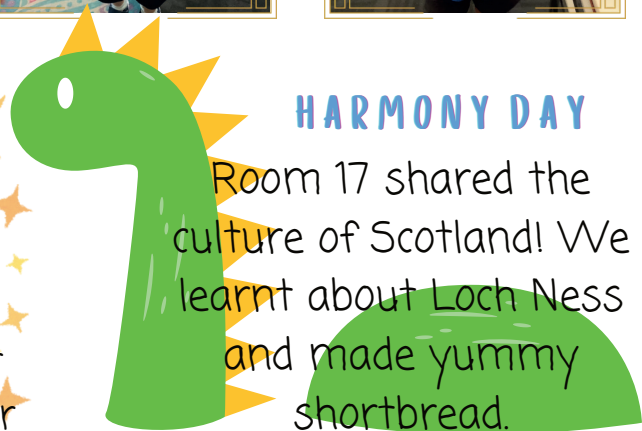 HARMONY DAY
Room 17 shared the
culture of Scotland! We
learnt about Loch Ness
and made yummy
shortbread.